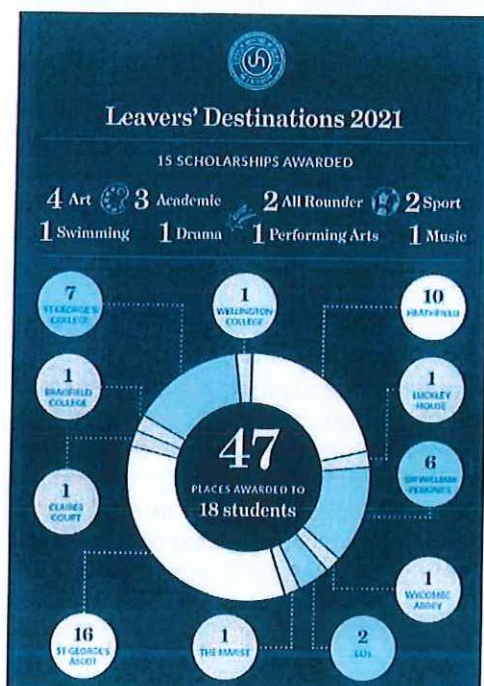 Leavers' Destinations 2021
15 SCHOLARSHIPS AWARDED
4 Art 3 Academic 2 All Rounder 2 Sport
1 Swimming 1 Drama 1 Performing Arts 1 Music
7
ST GEORGE'S
COLLEGE
1
WELLINGTON
COLLEGE
10
HEATHFIELD
1
BRADFIELD
COLLEGE
1
LUCKLEY
HOUSE
47
PLACES AWARDED TO
18 students
6
SIR WILLIAM
PERKINS'S
1
CLAIRES
COURT
1
WYCOMBE
ABBEY
16
ST GEORGE'S
ASCOT
1
THE MARIST
2